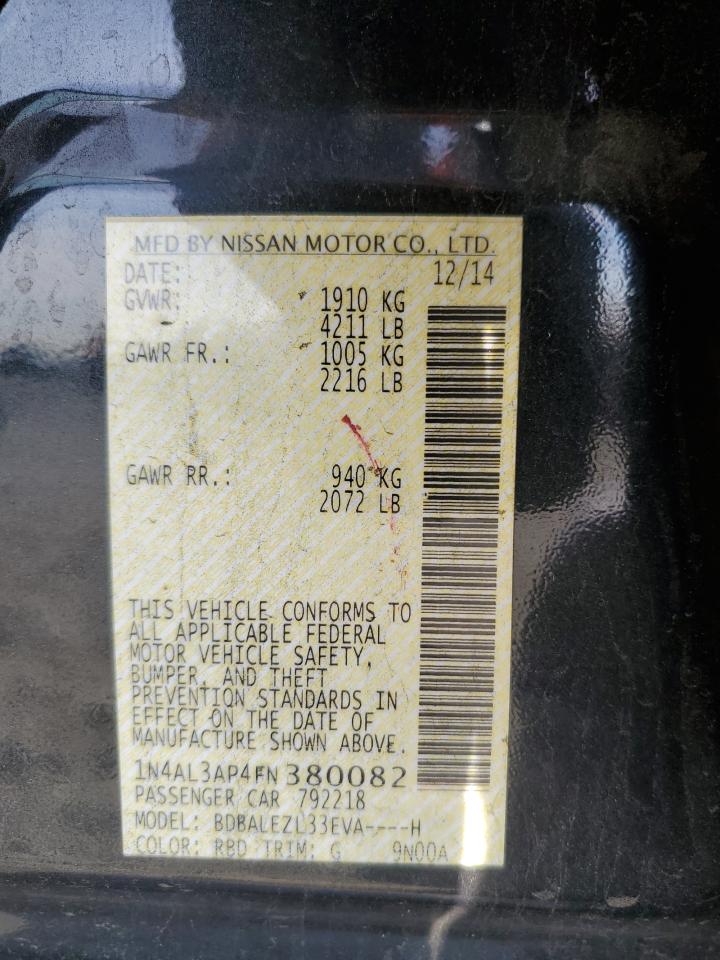 MFD BY NISSAN MOTOR CO., LTD.
DATE: 12/14
GVWR: 1910 KG
4211 LB
GAWR FR.: 1005 KG
2216 LB
GAWR RR.: 940 KG
2072 LB
THIS VEHICLE CONFORMS TO
ALL APPLICABLE FEDERAL
MOTOR VEHICLE SAFETY,
BUMPER, AND THEFT
PREVENTION STANDARDS IN
EFFECT ON THE DATE OF
MANUFACTURE SHOWN ABOVE.
1N4AL3AP4FN 380082
PASSENGER CAR 792218
MODEL: BDBALEZL33EVA----H
COLOR: RBD TRIM: G 9N00A